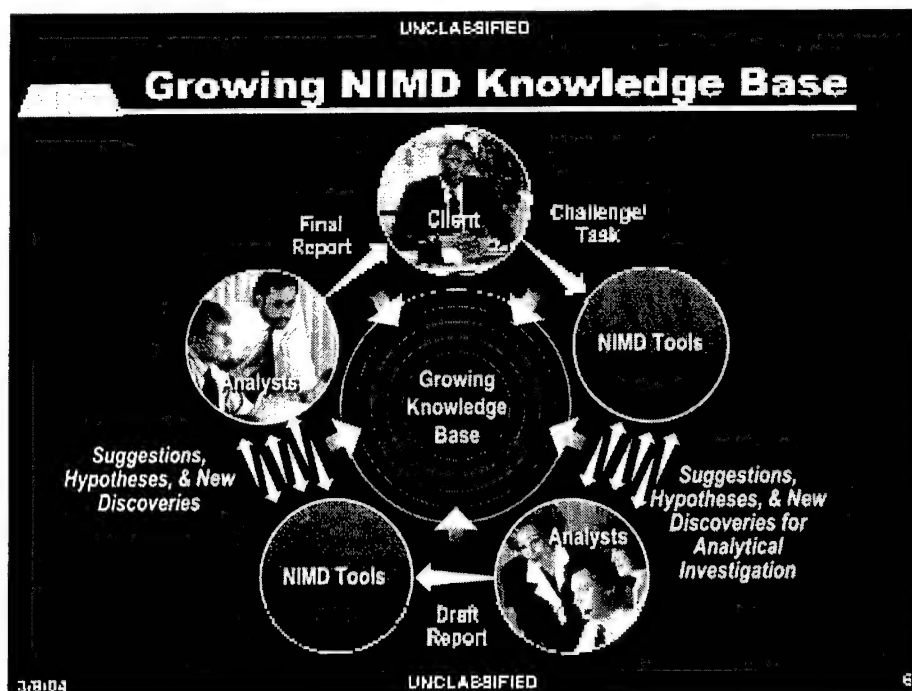 UNCLASSIFIED
Growing NIMD Knowledge Base
Client
Final
Report
Challenge/
Task
Analysts
NIMD Tools
Growing
Knowledge
Base
Suggestions,
Hypotheses, & New
Discoveries
Suggestions,
Hypotheses, & New
Discoveries for
Analytical
Investigation
NIMD Tools
Analysts
Draft
Report
UNCLASSIFIED